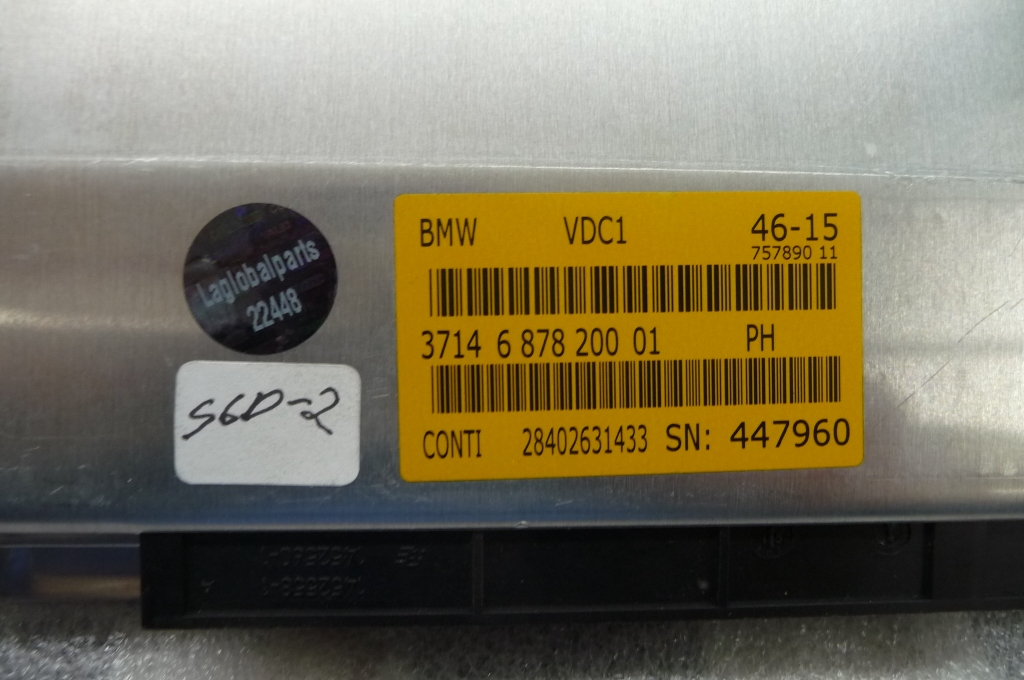 BMW VDC1 46-15
757890 11
3714 6 878 200 01 PH
CONTI 28402631433 SN: 447960
Laglobalparts
22448
S6D-2